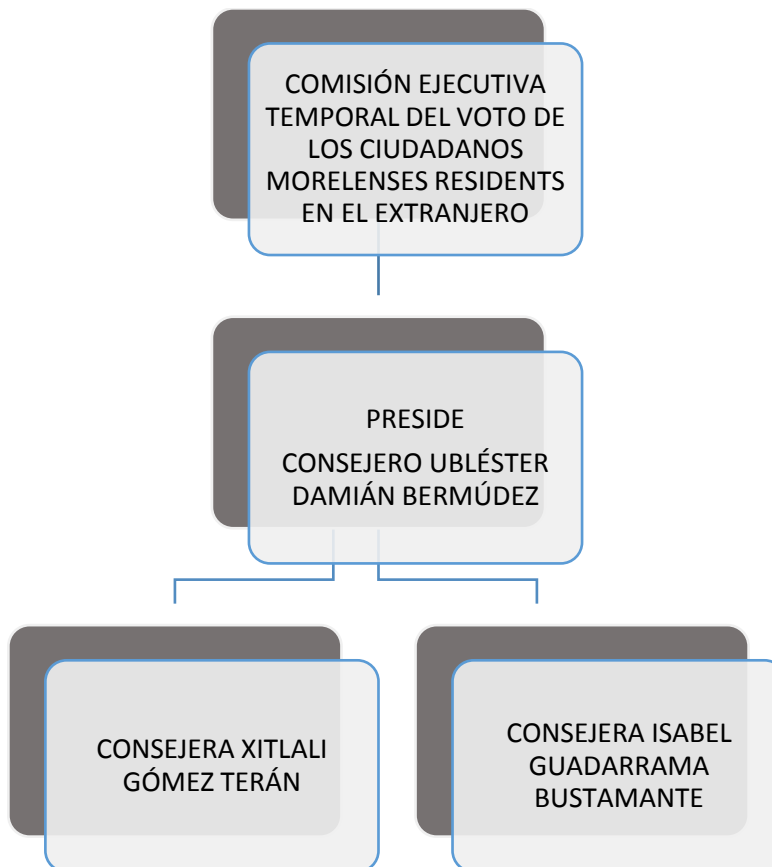 COMISIÓN EJECUTIVA
TEMPORAL DEL VOTO DE
LOS CIUDADANOS
MORELENSES RESIDENTS
EN EL EXTRANJERO
PRESIDE
CONSEJERO UBLÉSTER
DAMIÁN BERMÚDEZ
CONSEJERA XITLALI
GÓMEZ TERÁN
CONSEJERA ISABEL
GUADARRAMA
BUSTAMANTE